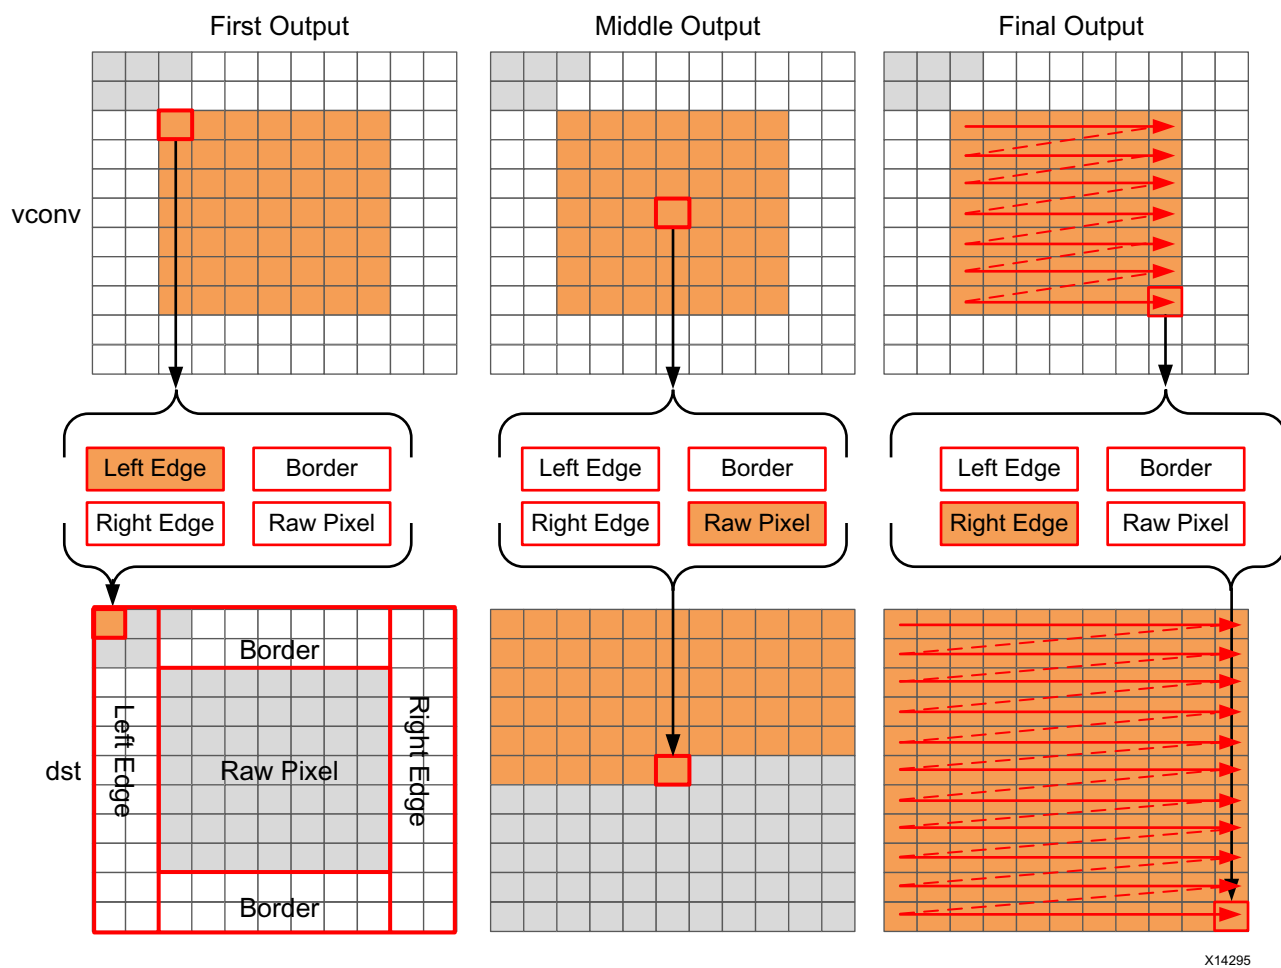 First Output
Middle Output
Final Output
vconv
Left Edge
Border
Right Edge
Raw Pixel
Left Edge
Border
Right Edge
Raw Pixel
Left Edge
Border
Right Edge
Raw Pixel
dst
Border
Left Edge
Raw Pixel
Right Edge
Border
X14295